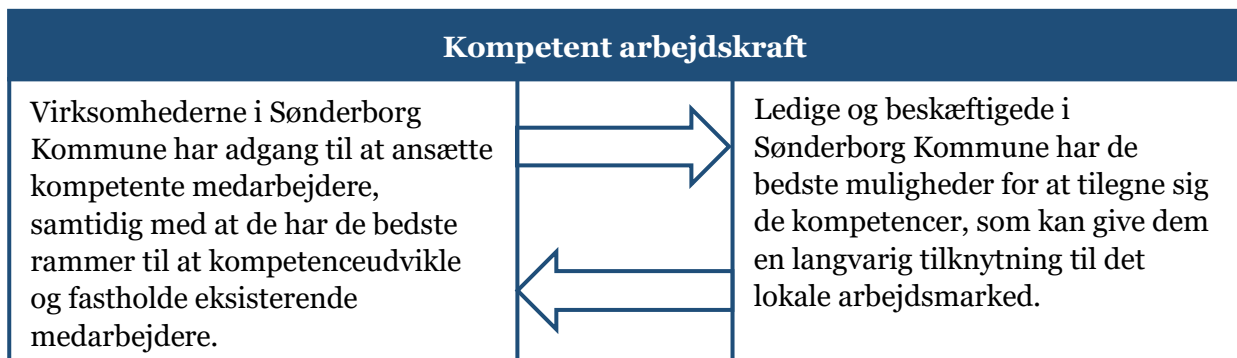 Kompetent arbejdskraft
Virksomhederne i Sønderborg
Kommune har adgang til at ansætte
kompetente medarbejdere,
samtidig med at de har de bedste
rammer til at kompetenceudvikle
og fastholde eksisterende
medarbejdere.
Ledige og beskæftigede i
Sønderborg Kommune har de
bedste muligheder for at tilegne sig
de kompetencer, som kan give dem
en langvarig tilknytning til det
lokale arbejdsmarked.